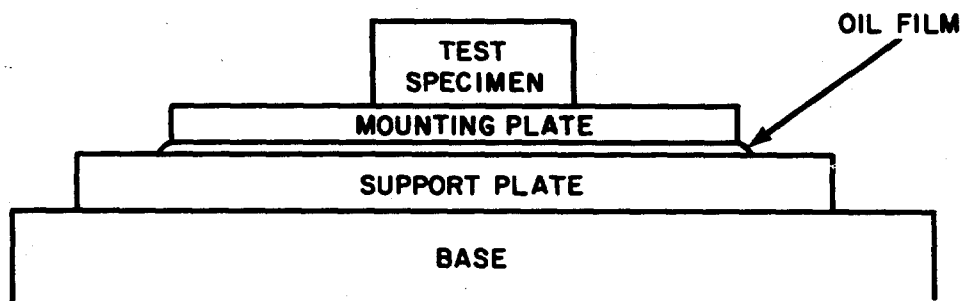 OIL FILM
TEST
SPECIMEN
MOUNTING PLATE
SUPPORT PLATE
BASE